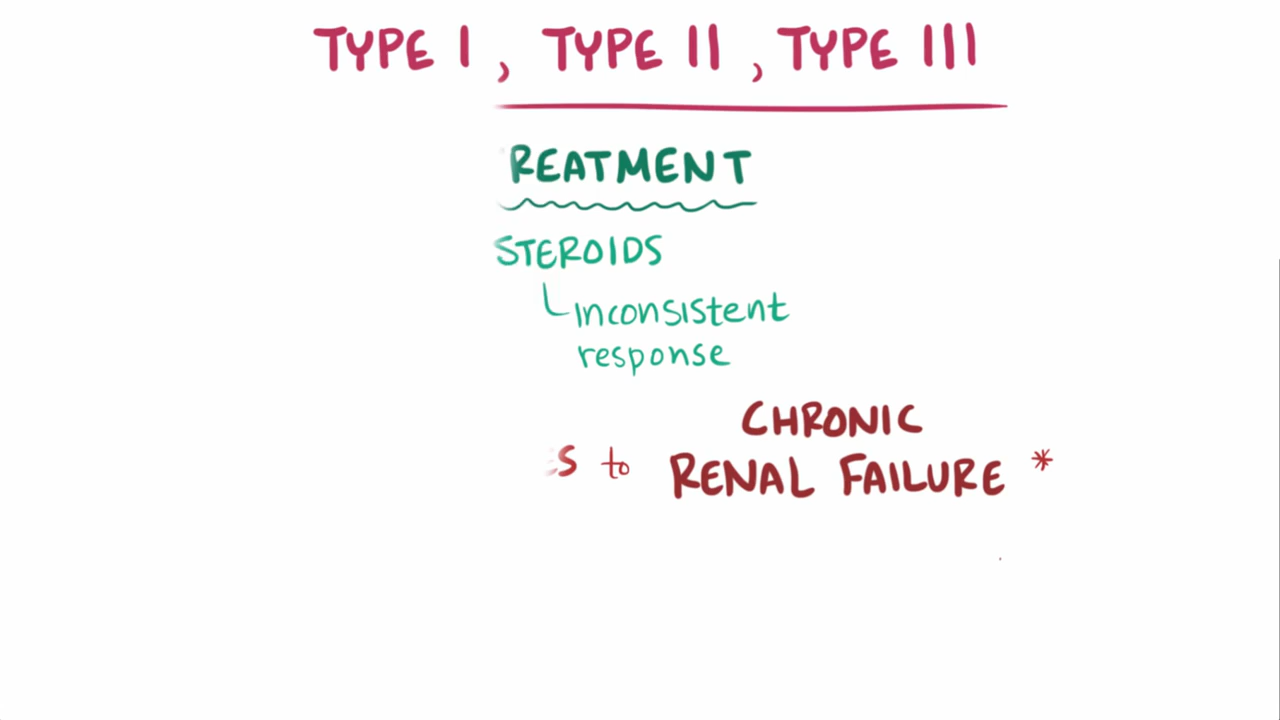 TYPE I, TYPE II, TYPE III
REATMENT
STEROIDS
└ Inconsistent
response
CHRONIC
S to RENAL FAILURE *